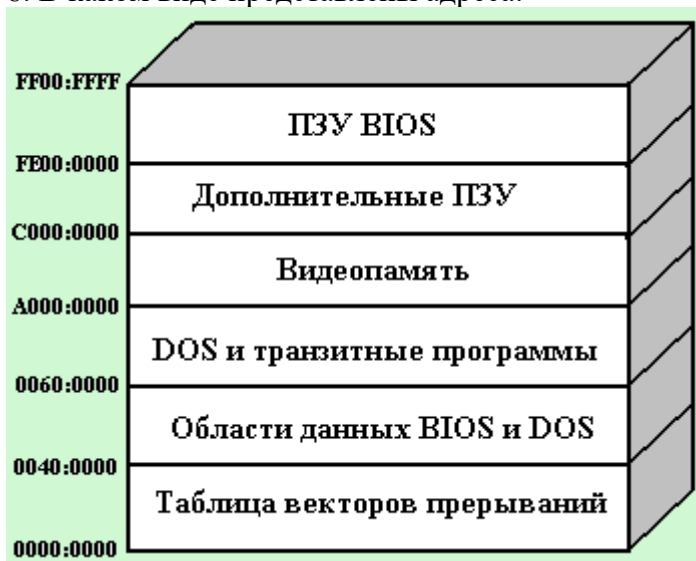 6. В каком виде представлены адреса:
FF00:FFFF
ПЗУ BIOS
FE00:0000
Дополнительные ПЗУ
C000:0000
Видеопамять
A000:0000
DOS и транзитные программы
0060:0000
Области данных BIOS и DOS
0040:0000
Таблица векторов прерываний
0000:0000